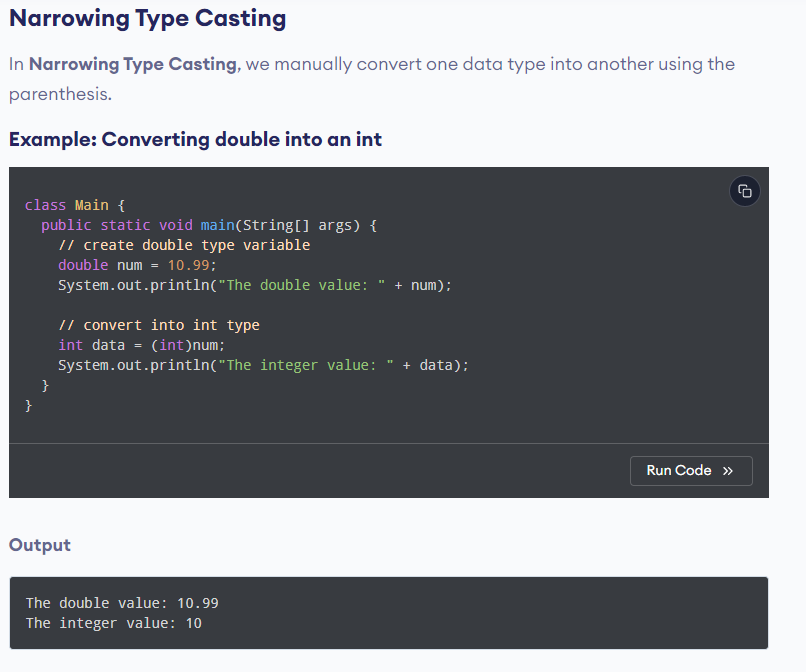 Narrowing Type Casting
In Narrowing Type Casting, we manually convert one data type into another using the
parenthesis.
Example: Converting double into an int
class Main {
  public static void main(String[] args) {
    // create double type variable
    double num = 10.99;
    System.out.println("The double value: " + num);

    // convert into int type
    int data = (int)num;
    System.out.println("The integer value: " + data);
  }
}
Run Code »
Output
The double value: 10.99
The integer value: 10